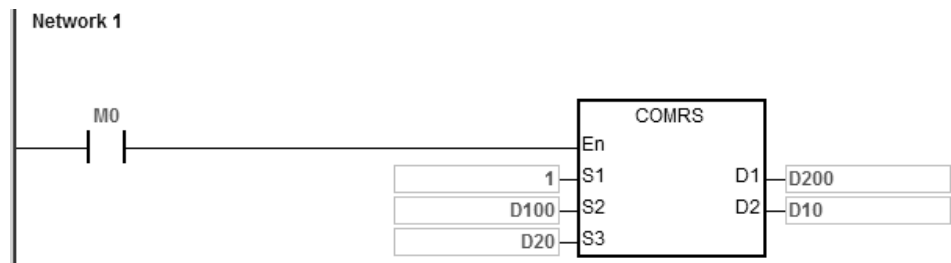 Network 1
M0
COMRS
En
1 S1 D1 D200
D100 S2 D2 D10
D20 S3